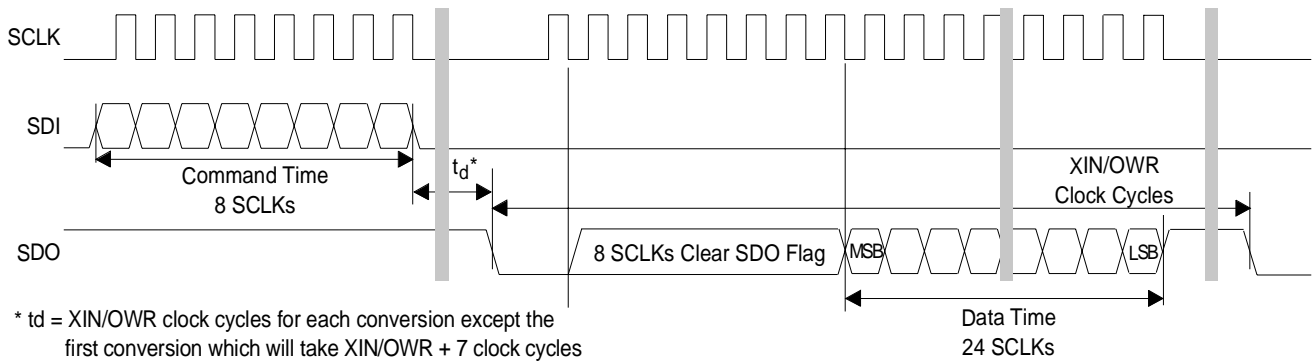 SCLK
SDI
Command Time
8 SCLKs
td*
XIN/OWR
Clock Cycles
SDO
8 SCLKs Clear SDO Flag
MSB
LSB
* td = XIN/OWR clock cycles for each conversion except the
first conversion which will take XIN/OWR + 7 clock cycles
Data Time
24 SCLKs